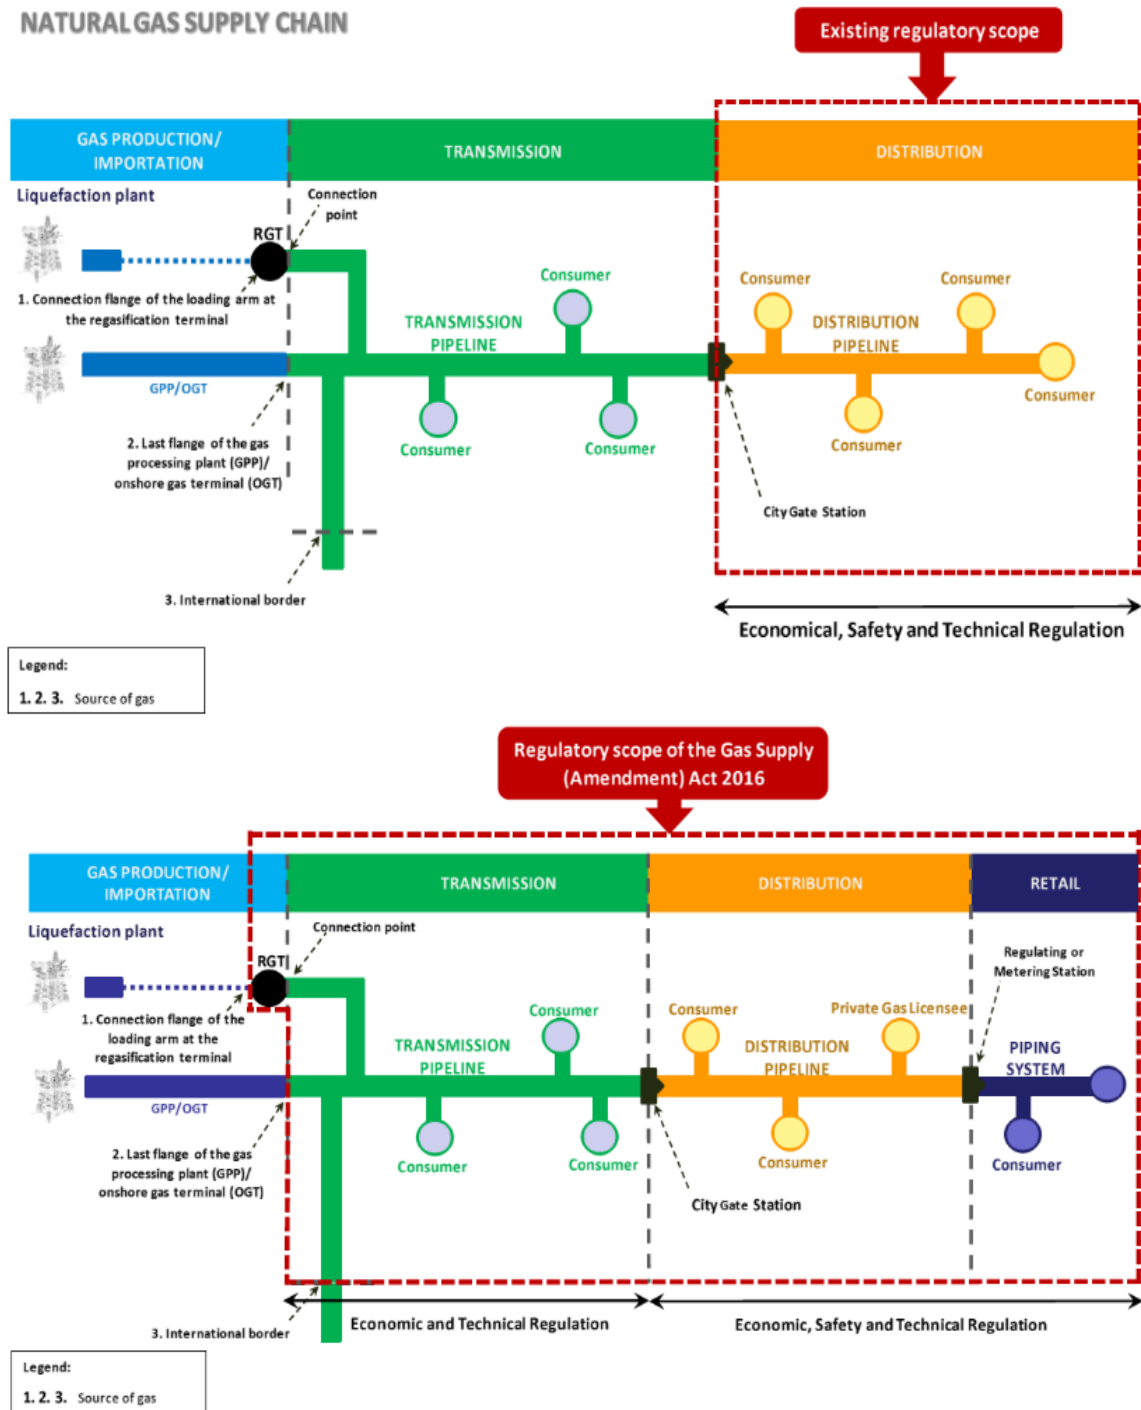 NATURAL GAS SUPPLY CHAIN
Existing regulatory scope
GAS PRODUCTION/
IMPORTATION
TRANSMISSION
DISTRIBUTION
Liquefaction plant
Connection
point
RGT
1. Connection flange of the loading arm at
the regasification terminal
Consumer
Consumer
Consumer
TRANSMISSION
PIPELINE
DISTRIBUTION
PIPELINE
GPP/OGT
Consumer
Consumer
Consumer
Consumer
2. Last flange of the gas
processing plant (GPP)/
onshore gas terminal (OGT)
City Gate Station
3. International border
Economical, Safety and Technical Regulation
Legend:
1. 2. 3. Source of gas
Regulatory scope of the Gas Supply
(Amendment) Act 2016
GAS PRODUCTION/
IMPORTATION
TRANSMISSION
DISTRIBUTION
RETAIL
Liquefaction plant
Connection point
RGT
Regulating or
Metering Station
1. Connection flange of the
loading arm at the
regasification terminal
Consumer
Consumer
Private Gas Licensee
TRANSMISSION
PIPELINE
DISTRIBUTION
PIPELINE
PIPING
SYSTEM
GPP/OGT
2. Last flange of the gas
processing plant (GPP)/
onshore gas terminal (OGT)
Consumer
Consumer
Consumer
Consumer
City Gate Station
3. International border
Economic and Technical Regulation
Economic, Safety and Technical Regulation
Legend:
1. 2. 3. Source of gas